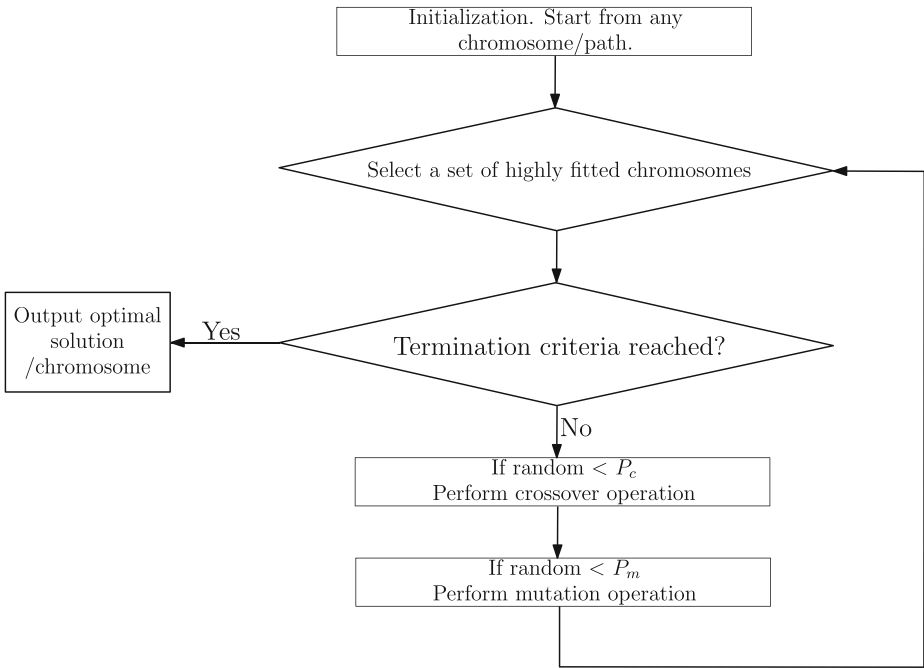 Initialization. Start from any
chromosome/path.
Select a set of highly fitted chromosomes
Output optimal
solution
/chromosome
Yes
Termination criteria reached?
No
If random < P_c
Perform crossover operation
If random < P_m
Perform mutation operation